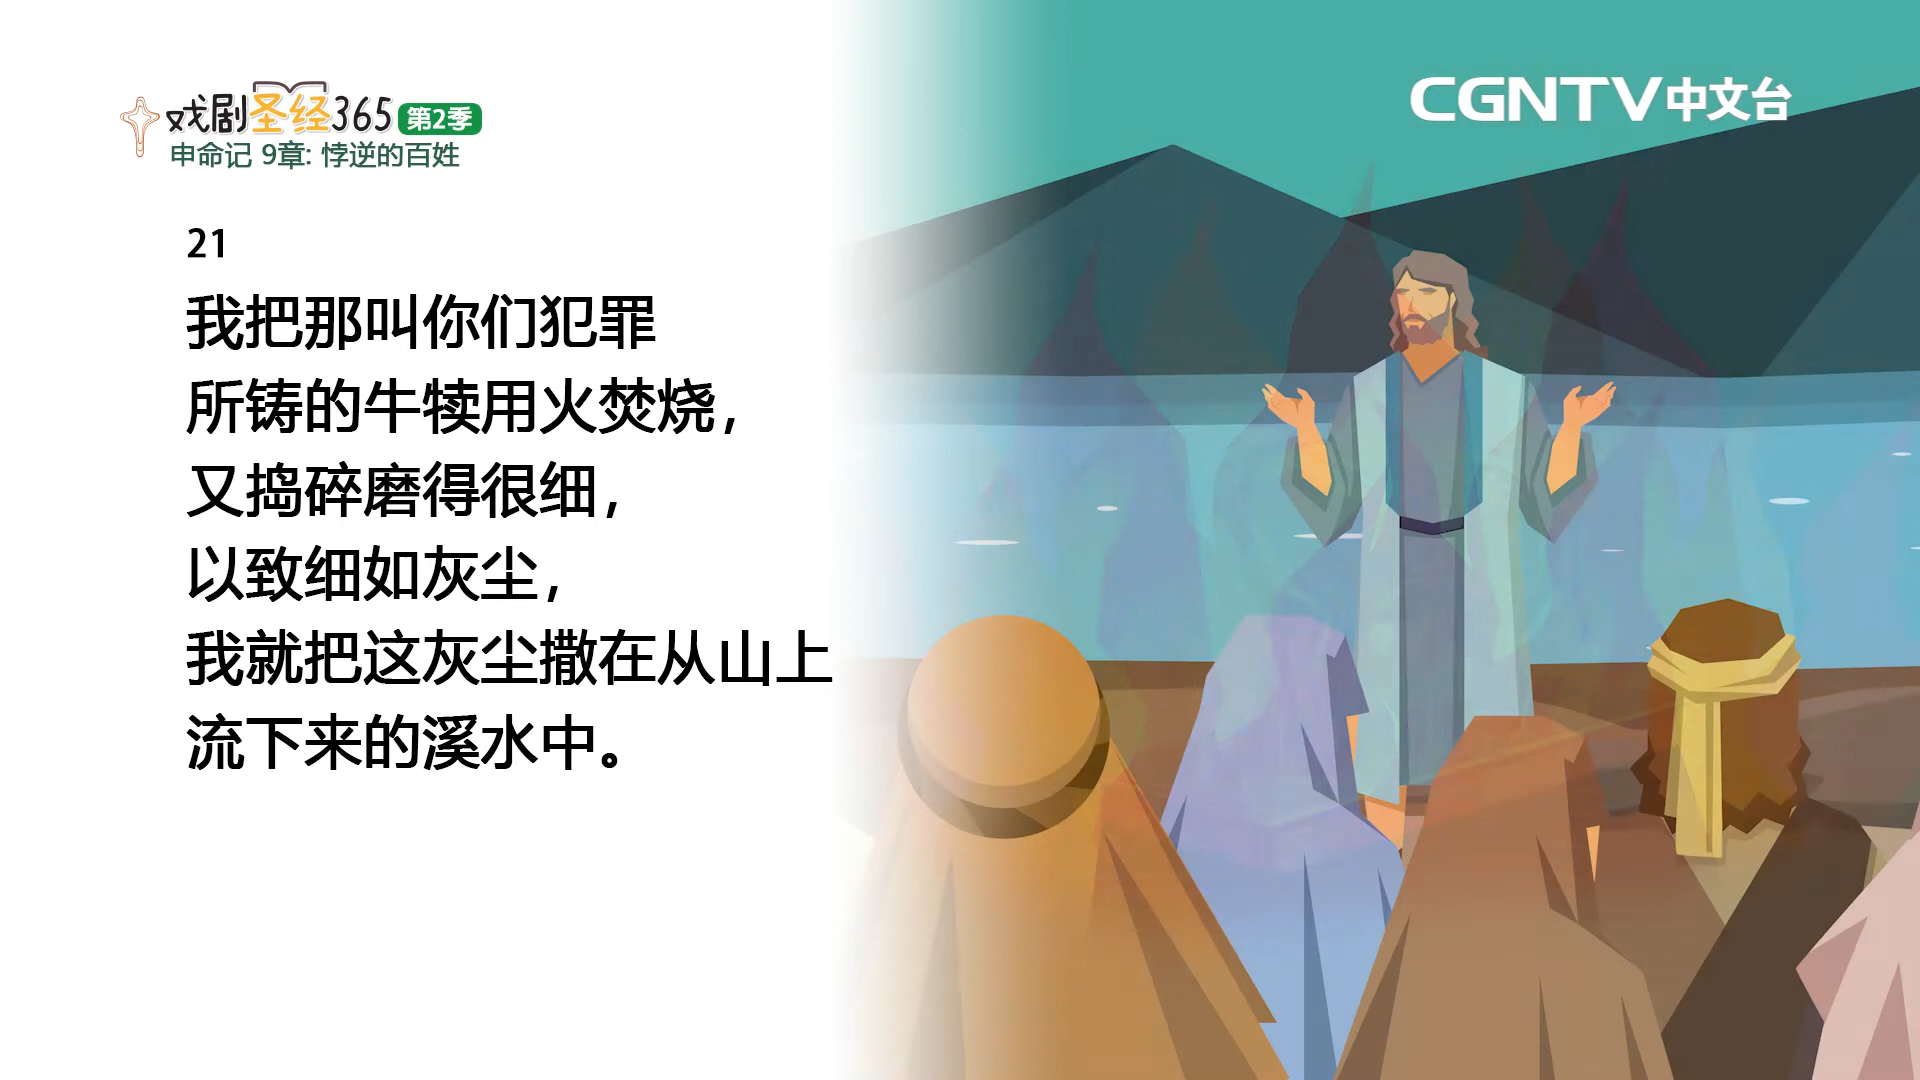 戏剧圣经365 第2季
申命记 9章: 悖逆的百姓
CGNTV中文台
21
我把那叫你们犯罪
所铸的牛犊用火焚烧，
又捣碎磨得很细，
以致细如灰尘，
我就把这灰尘撒在从山上
流下来的溪水中。